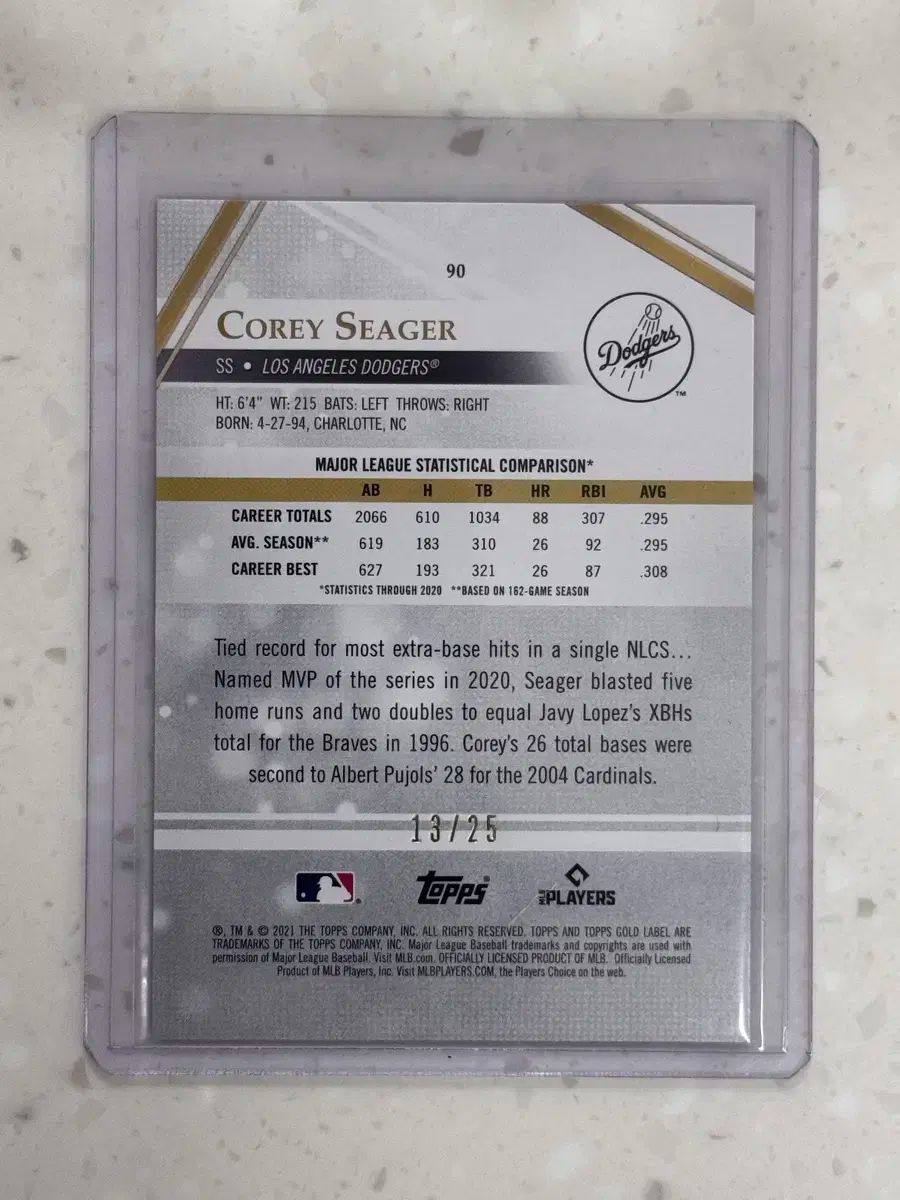 90
COREY SEAGER
SS • LOS ANGELES DODGERS®
Dodgers
TM
HT: 6'4" WT: 215 BATS: LEFT THROWS: RIGHT
BORN: 4-27-94, CHARLOTTE, NC
MAJOR LEAGUE STATISTICAL COMPARISON*
AB H TB HR RBI AVG
CAREER TOTALS 2066 610 1034 88 307 .295
AVG. SEASON** 619 183 310 26 92 .295
CAREER BEST 627 193 321 26 87 .308
*STATISTICS THROUGH 2020 **BASED ON 162-GAME SEASON
Tied record for most extra-base hits in a single NLCS...
Named MVP of the series in 2020, Seager blasted five
home runs and two doubles to equal Javy Lopez's XBHs
total for the Braves in 1996. Corey's 26 total bases were
second to Albert Pujols' 28 for the 2004 Cardinals.
13/25
Topps®
MLB PLAYERS
®, TM & © 2021 THE TOPPS COMPANY, INC. ALL RIGHTS RESERVED. TOPPS AND TOPPS GOLD LABEL ARE
TRADEMARKS OF THE TOPPS COMPANY, INC. Major League Baseball trademarks and copyrights are used with
permission of Major League Baseball. Visit MLB.com. OFFICIALLY LICENSED PRODUCT OF MLB. Officially Licensed
Product of MLB Players, Inc. Visit MLBPLAYERS.COM, the Players Choice on the web.